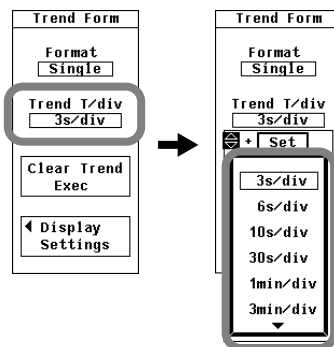 Trend Form
Format
Single
Trend T/div
3s/div
Clear Trend
Exec
Display
Settings
Trend Form
Format
Single
Trend T/div
3s/div
+ Set
3s/div
6s/div
10s/div
30s/div
1min/div
3min/div